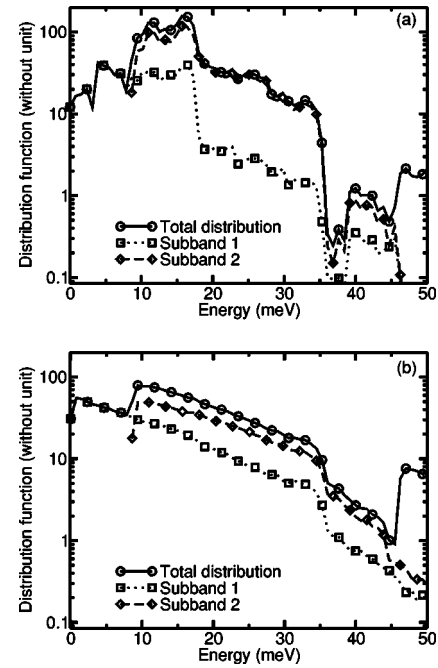 (a)
Distribution function (without unit)
100
10
1
0.1
Total distribution
Subband 1
Subband 2
0 10 20 30 40 50
Energy (meV)
(b)
Distribution function (without unit)
100
10
1
0.1
Total distribution
Subband 1
Subband 2
0 10 20 30 40 50
Energy (meV)